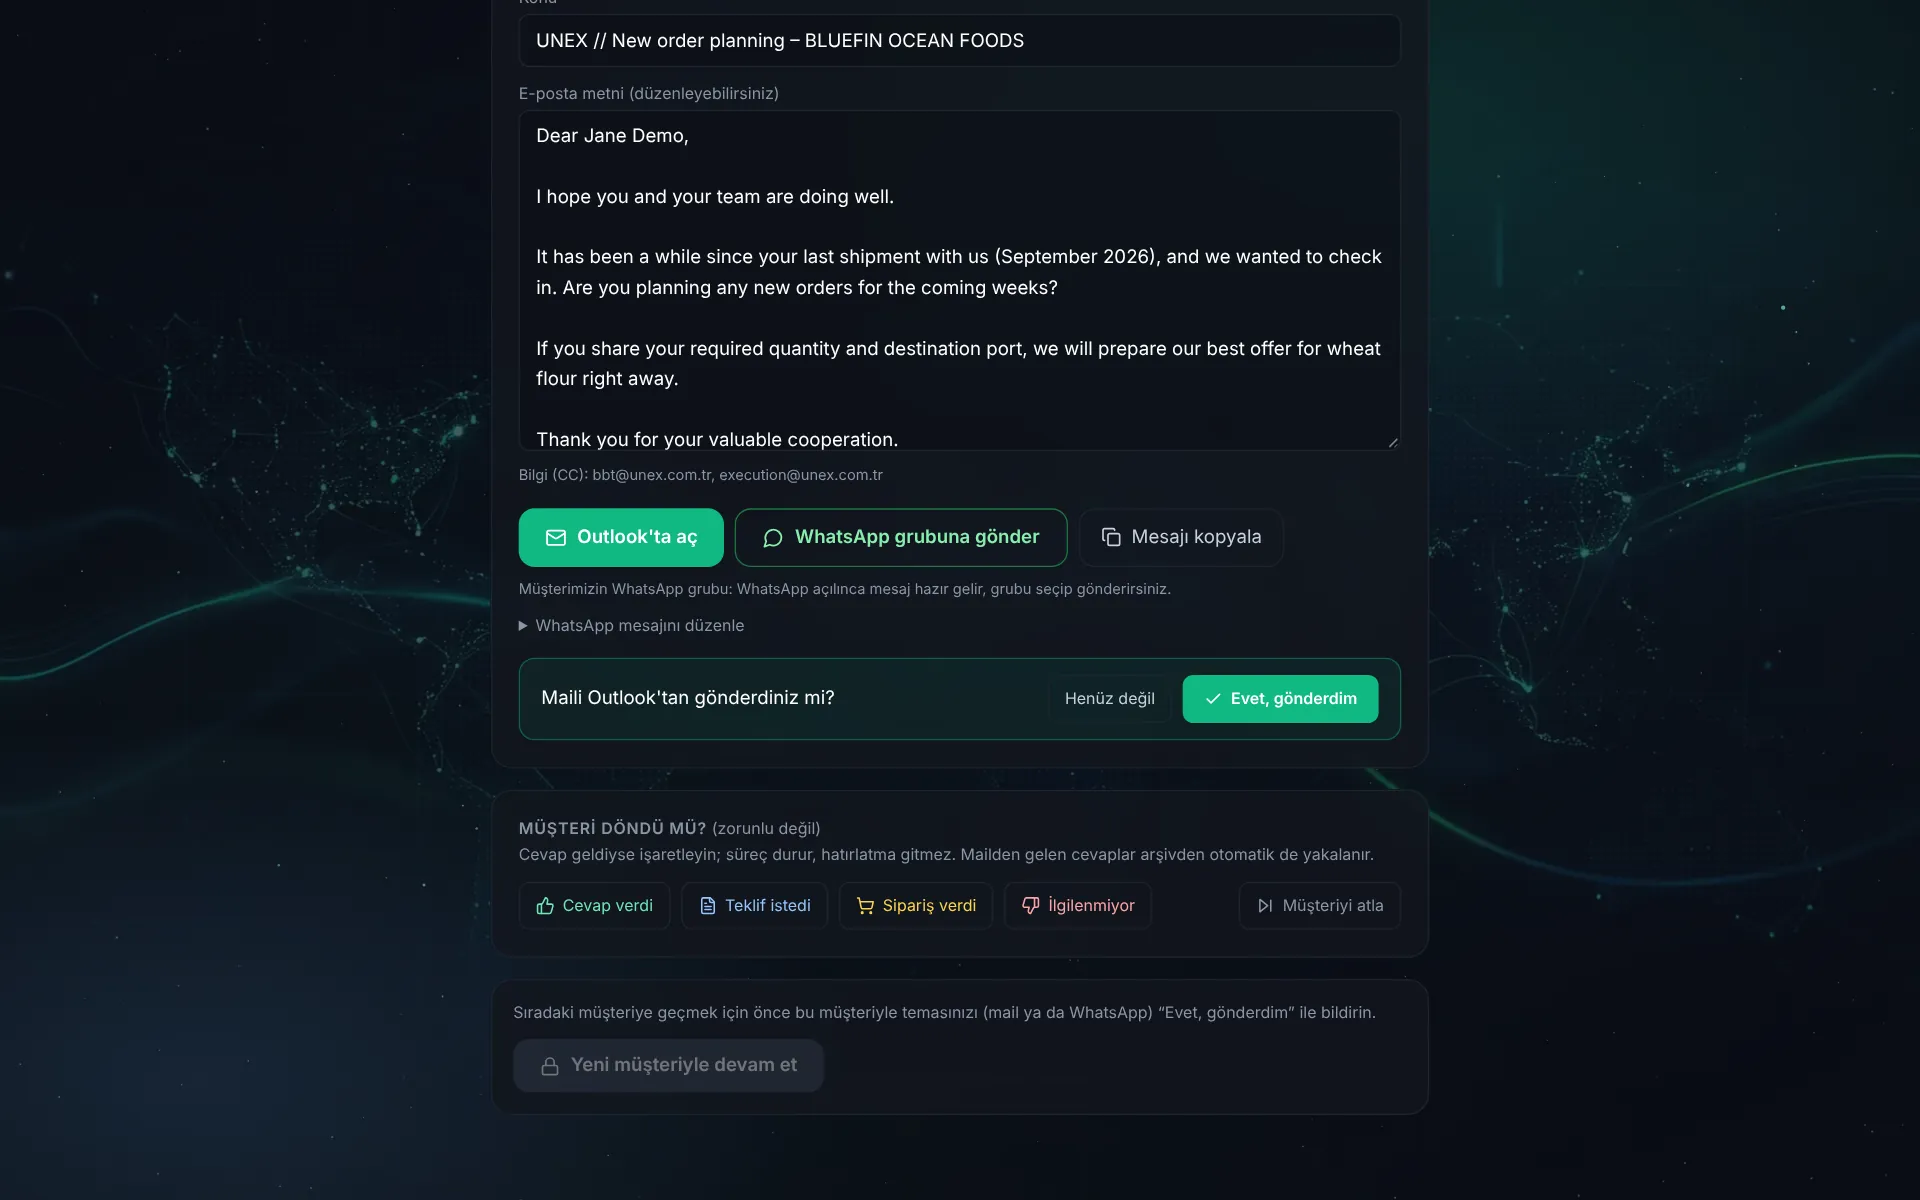 Konu
UNEX // New order planning – BLUEFIN OCEAN FOODS
E-posta metni (düzenleyebilirsiniz)
Dear Jane Demo,
I hope you and your team are doing well.
It has been a while since your last shipment with us (September 2026), and we wanted to check
in. Are you planning any new orders for the coming weeks?
If you share your required quantity and destination port, we will prepare our best offer for wheat
flour right away.
Thank you for your valuable cooperation.
Bilgi (CC): bbt@unex.com.tr, execution@unex.com.tr
Outlook'ta aç
WhatsApp grubuna gönder
Mesajı kopyala
Müşterimizin WhatsApp grubu: WhatsApp açılınca mesaj hazır gelir, grubu seçip gönderirsiniz.
WhatsApp mesajını düzenle
Maili Outlook'tan gönderdiniz mi?
Henüz değil
Evet, gönderdim
MÜŞTERİ DÖNDÜ MÜ? (zorunlu değil)
Cevap geldiyse işaretleyin; süreç durur, hatırlatma gitmez. Mailden gelen cevaplar arşivden otomatik de yakalanır.
Cevap verdi
Teklif istedi
Sipariş verdi
İlgilenmiyor
Müşteriyi atla
Sıradaki müşteriye geçmek için önce bu müşteriyle temasınızı (mail ya da WhatsApp) “Evet, gönderdim” ile bildirin.
Yeni müşteriyle devam et